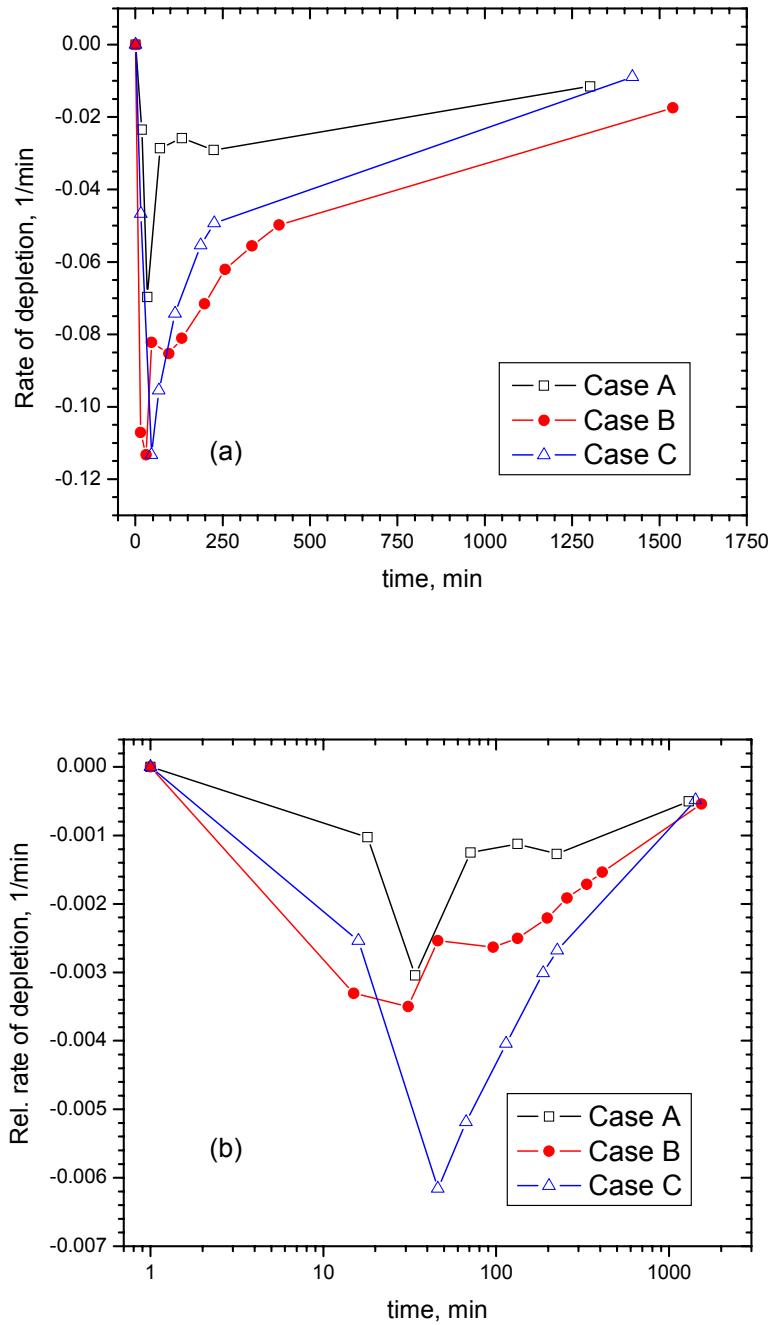 0.00
-0.02
-0.04
-0.06
-0.08
-0.10
-0.12
Rate of depletion, 1/min
(a)
Case A
Case B
Case C
0 250 500 750 1000 1250 1500 1750
time, min
0.000
-0.001
-0.002
-0.003
-0.004
-0.005
-0.006
-0.007
Rel. rate of depletion, 1/min
(b)
Case A
Case B
Case C
1 10 100 1000
time, min